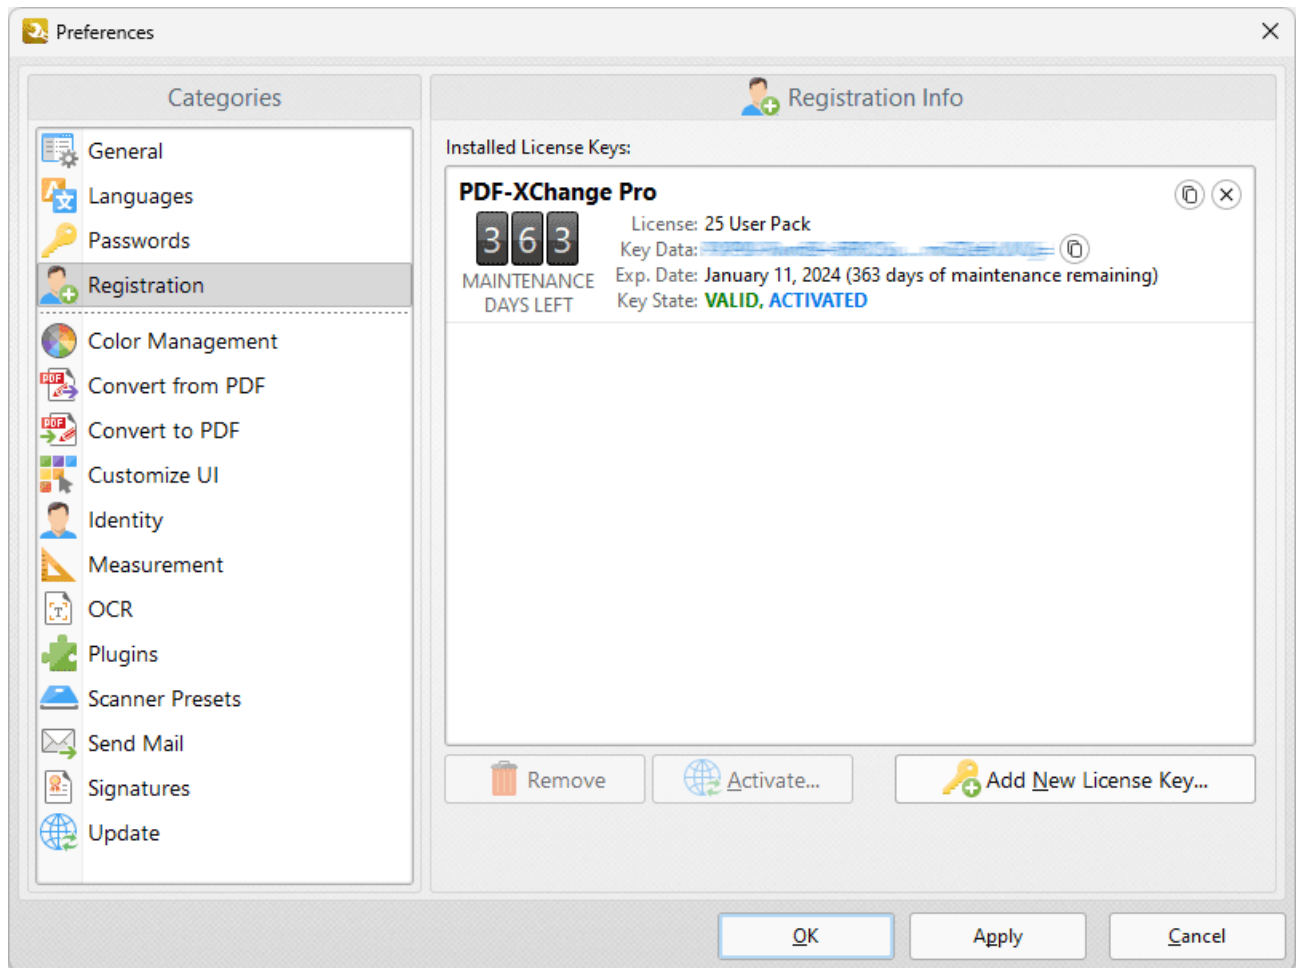 Preferences
Categories
General
Languages
Passwords
Registration
Color Management
Convert from PDF
Convert to PDF
Customize UI
Identity
Measurement
OCR
Plugins
Scanner Presets
Send Mail
Signatures
Update
Registration Info
Installed License Keys:
PDF-XChange Pro
363
MAINTENANCE
DAYS LEFT
License: 25 User Pack
Key Data:
Exp. Date: January 11, 2024 (363 days of maintenance remaining)
Key State: VALID, ACTIVATED
Remove
Activate...
Add New License Key...
OK
Apply
Cancel